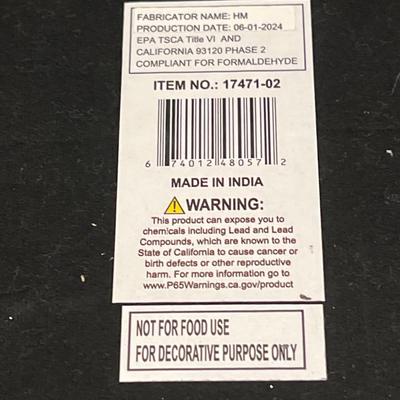 FABRICATOR NAME: HM
PRODUCTION DATE: 06-01-2024
EPA TSCA Title VI AND
CALIFORNIA 93120 PHASE 2
COMPLIANT FOR FORMALDEHYDE
ITEM NO.: 17471-02
6 74012 48057 2
MADE IN INDIA
WARNING:
This product can expose you to
chemicals including Lead and Lead
Compounds, which are known to the
State of California to cause cancer or
birth defects or other reproductive
harm. For more information go to
www.P65Warnings.ca.gov/product
NOT FOR FOOD USE
FOR DECORATIVE PURPOSE ONLY